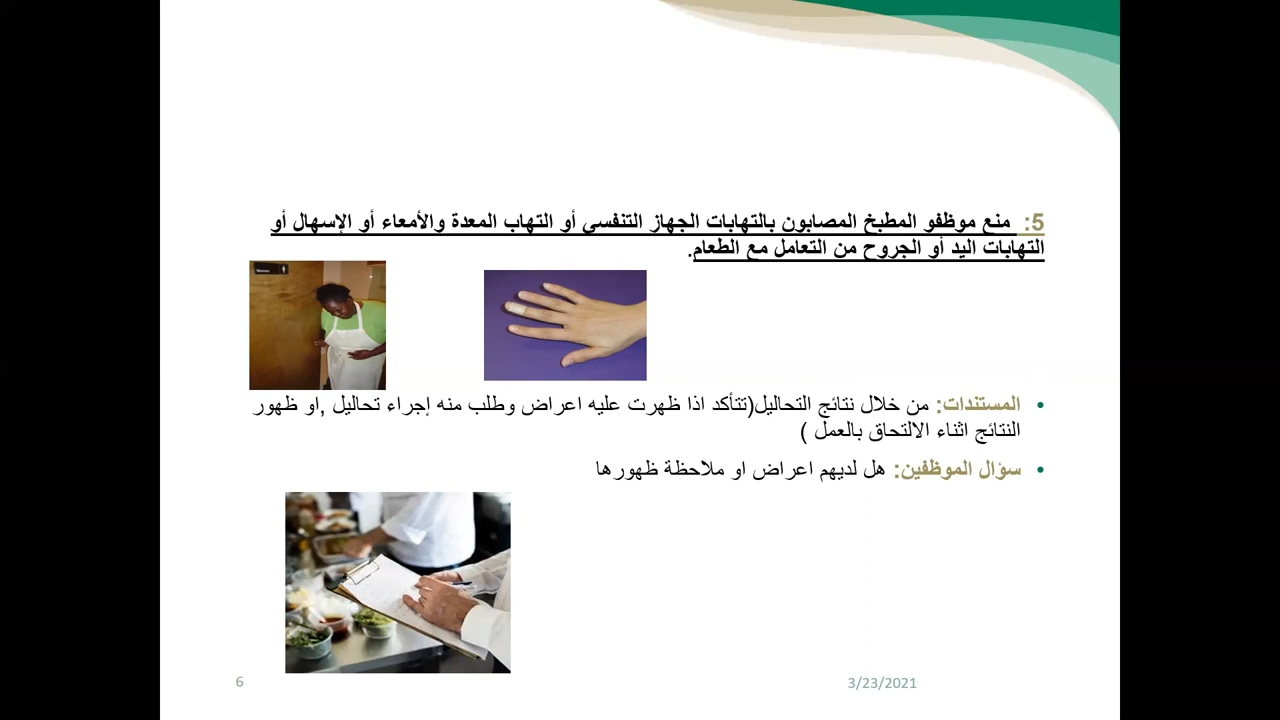 5: منع موظفو المطبخ المصابون بالتهابات الجهاز التنفسي أو التهاب المعدة والأمعاء أو الإسهال أو
التهابات اليد أو الجروح من التعامل مع الطعام.
• المستندات: من خلال نتائج التحاليل(تتأكد اذا ظهرت عليه اعراض وطلب منه إجراء تحاليل ,او ظهور
النتائج اثناء الالتحاق بالعمل )
• سؤال الموظفين: هل لديهم اعراض او ملاحظة ظهورها
6
3/23/2021